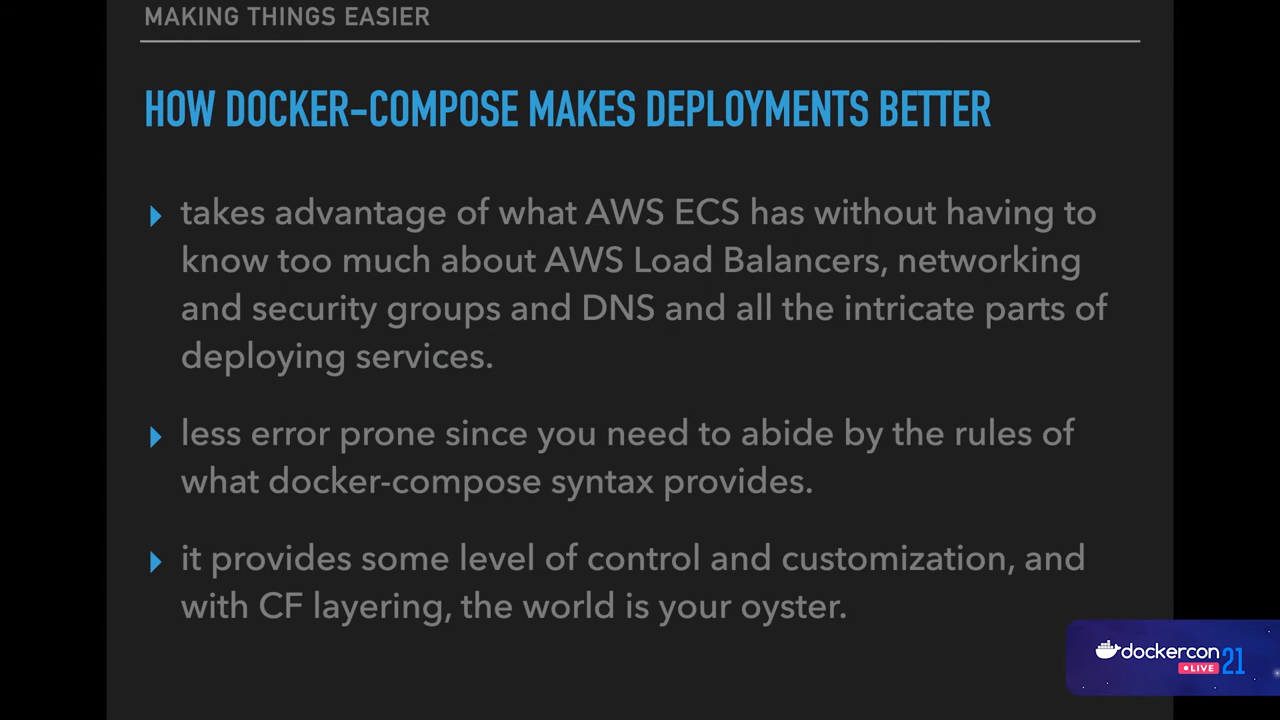 MAKING THINGS EASIER
HOW DOCKER-COMPOSE MAKES DEPLOYMENTS BETTER
takes advantage of what AWS ECS has without having to
know too much about AWS Load Balancers, networking
and security groups and DNS and all the intricate parts of
deploying services.
less error prone since you need to abide by the rules of
what docker-compose syntax provides.
it provides some level of control and customization, and
with CF layering, the world is your oyster.
dockercon
LIVE 21